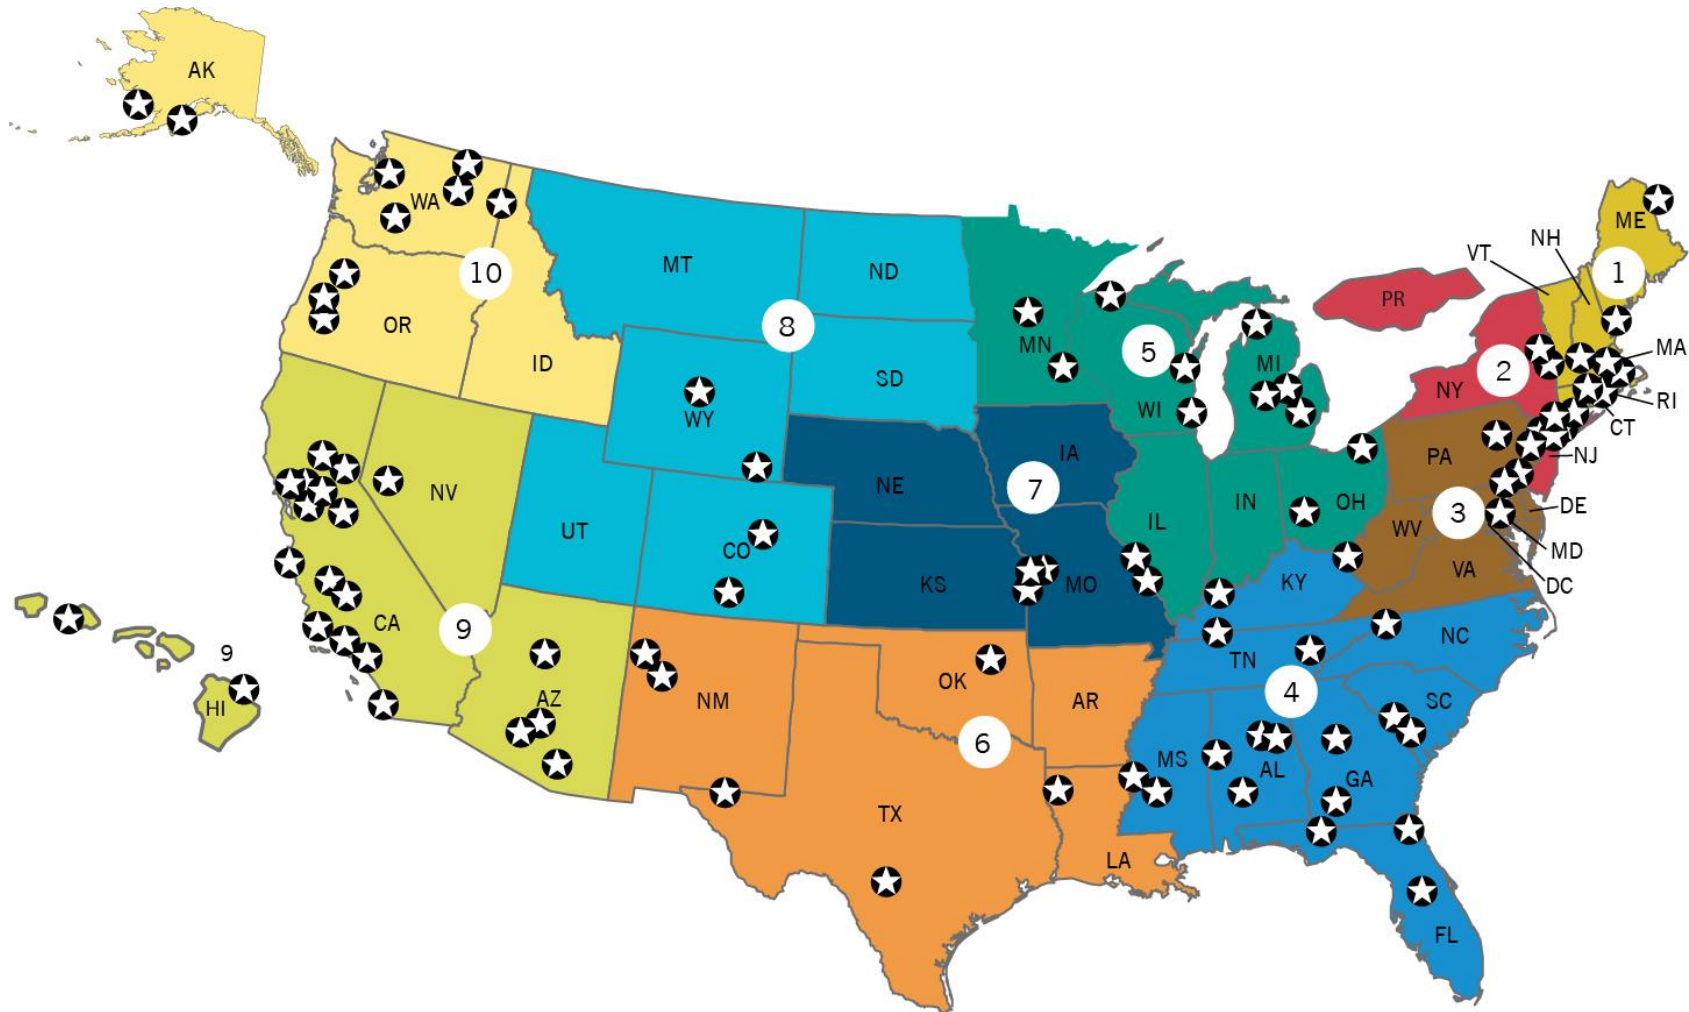 AK
WA
10
OR
ID
MT
ND
8
SD
WY
NE
UT
CO
KS
NV
CA
9
9
HI
AZ
NM
OK
6
TX
AR
LA
MN
5
WI
MI
IA
7
MO
IL
IN
OH
KY
TN
4
NC
SC
MS
AL
GA
FL
PR
VT
NH
ME
1
MA
2
NY
RI
CT
NJ
PA
3
WV
DE
MD
VA
DC